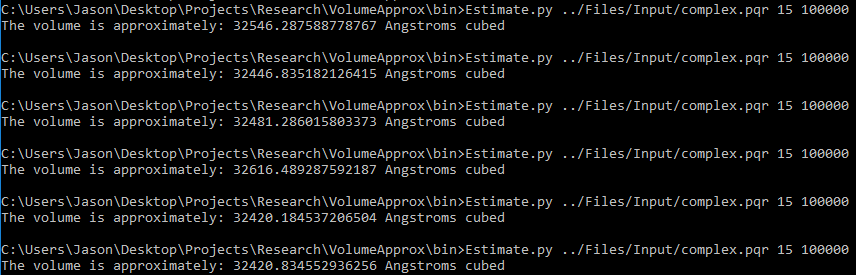 C:\Users\Jason\Desktop\Projects\Research\VolumeApprox\bin>Estimate.py ../Files/Input/complex.pqr 15 100000
The volume is approximately: 32546.287588778767 Angstroms cubed
C:\Users\Jason\Desktop\Projects\Research\VolumeApprox\bin>Estimate.py ../Files/Input/complex.pqr 15 100000
The volume is approximately: 32446.835182126415 Angstroms cubed
C:\Users\Jason\Desktop\Projects\Research\VolumeApprox\bin>Estimate.py ../Files/Input/complex.pqr 15 100000
The volume is approximately: 32481.286015803373 Angstroms cubed
C:\Users\Jason\Desktop\Projects\Research\VolumeApprox\bin>Estimate.py ../Files/Input/complex.pqr 15 100000
The volume is approximately: 32616.489287592187 Angstroms cubed
C:\Users\Jason\Desktop\Projects\Research\VolumeApprox\bin>Estimate.py ../Files/Input/complex.pqr 15 100000
The volume is approximately: 32420.184537206504 Angstroms cubed
C:\Users\Jason\Desktop\Projects\Research\VolumeApprox\bin>Estimate.py ../Files/Input/complex.pqr 15 100000
The volume is approximately: 32420.834552936256 Angstroms cubed